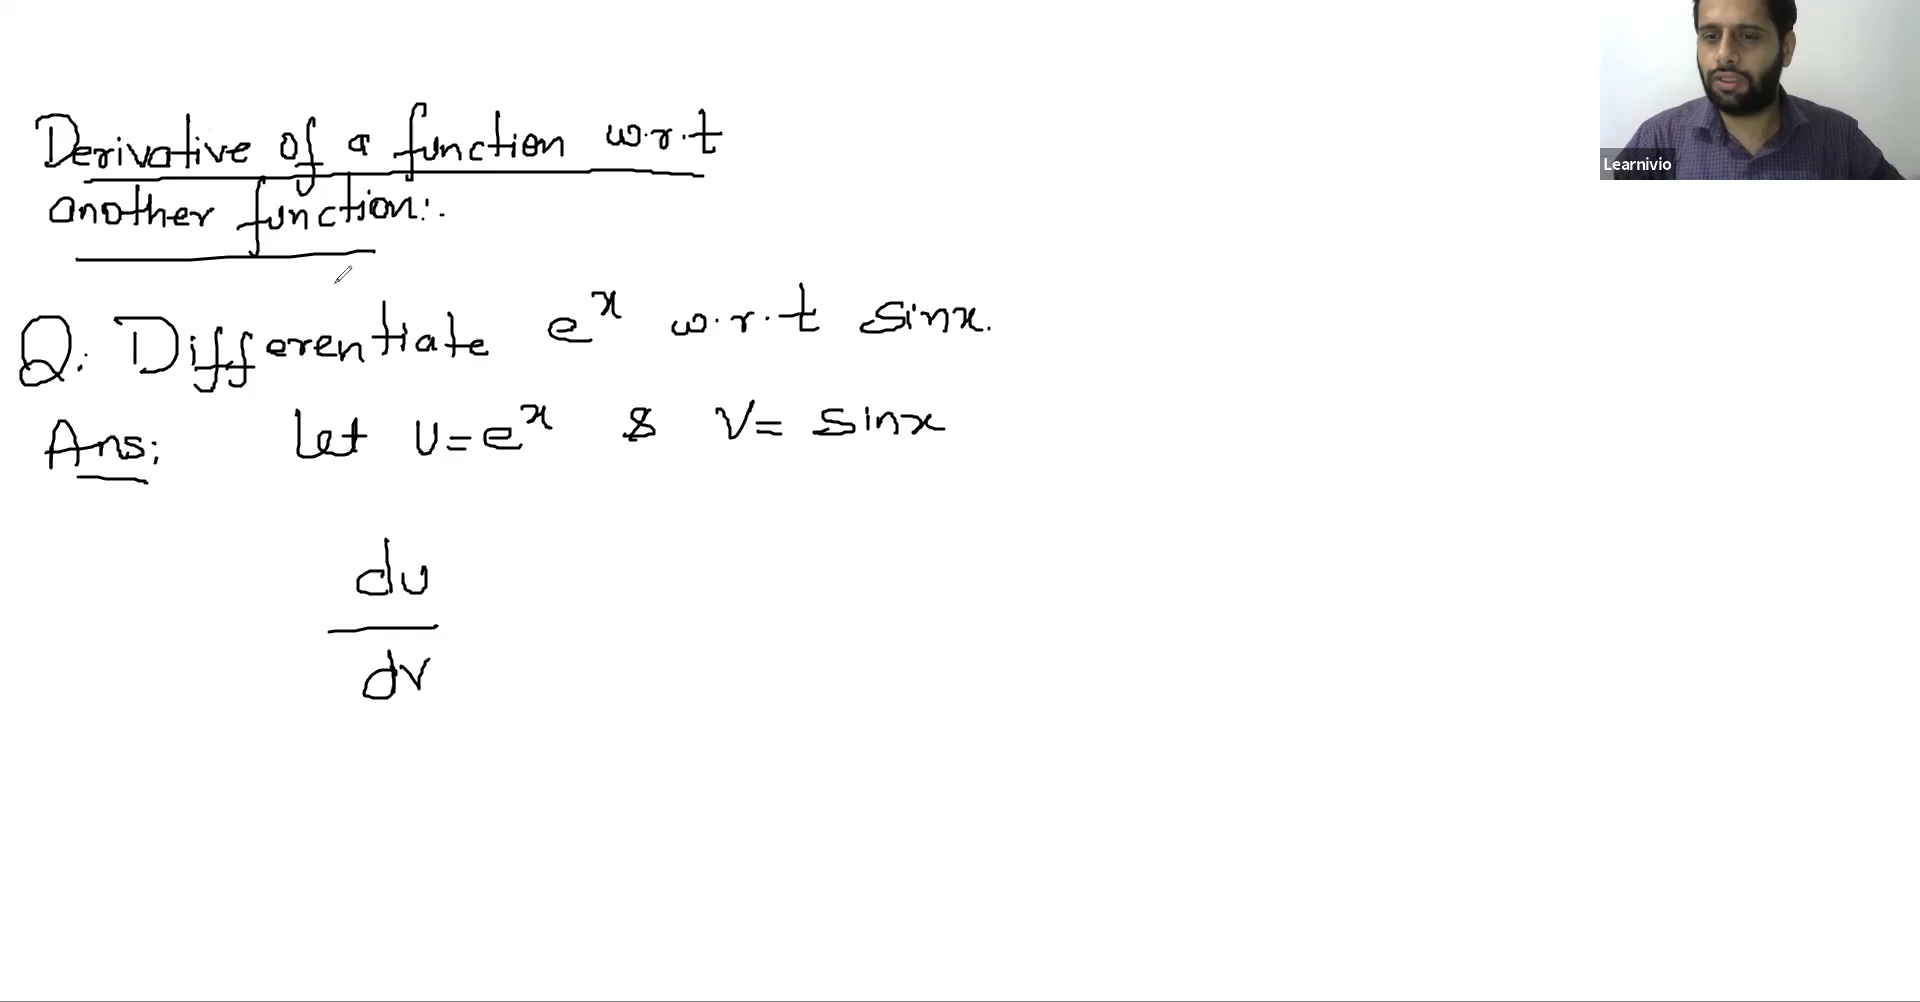 Derivative of a function w.r.t
another function:.
Learnivio
Q. Differentiate e^x w.r.t sinx.
Ans: Let u=e^x & v= sinx
du
dv